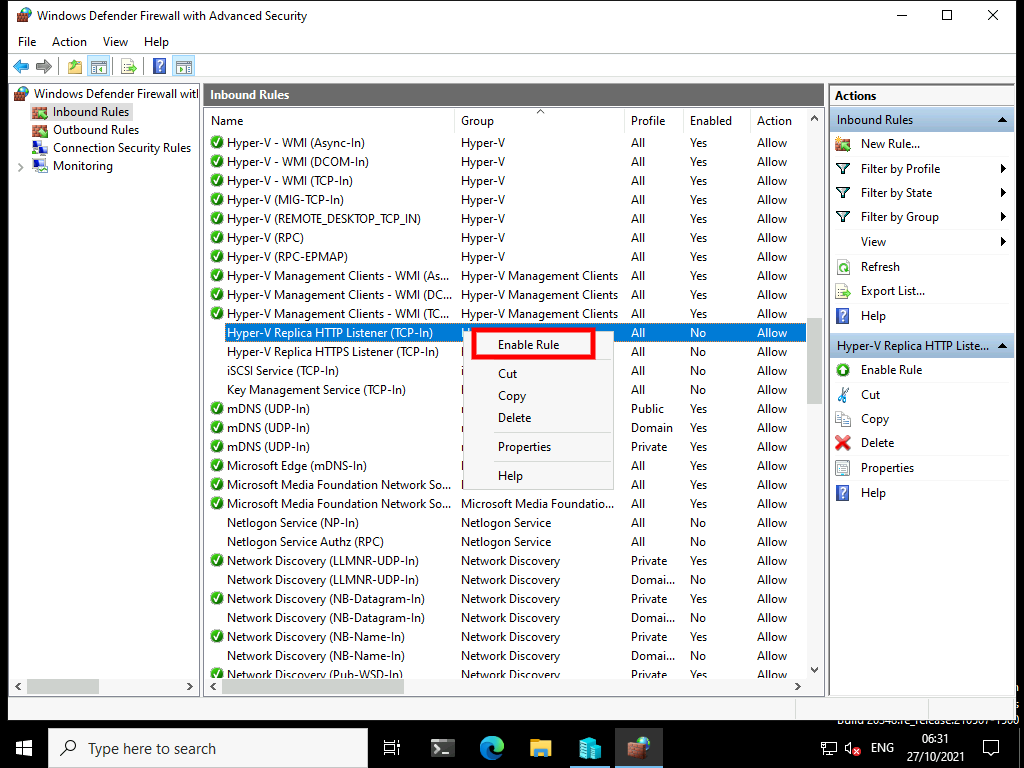 Windows Defender Firewall with Advanced Security
File Action View Help
Windows Defender Firewall witl
Inbound Rules
Outbound Rules
Connection Security Rules
Monitoring
Inbound Rules
Name Group Profile Enabled Action
Hyper-V - WMI (Async-In) Hyper-V All Yes Allow
Hyper-V - WMI (DCOM-In) Hyper-V All Yes Allow
Hyper-V - WMI (TCP-In) Hyper-V All Yes Allow
Hyper-V (MIG-TCP-In) Hyper-V All Yes Allow
Hyper-V (REMOTE_DESKTOP_TCP_IN) Hyper-V All Yes Allow
Hyper-V (RPC) Hyper-V All Yes Allow
Hyper-V (RPC-EPMAP) Hyper-V All Yes Allow
Hyper-V Management Clients - WMI (As... Hyper-V Management Clients All Yes Allow
Hyper-V Management Clients - WMI (DC... Hyper-V Management Clients All Yes Allow
Hyper-V Management Clients - WMI (TC... Hyper-V Management Clients All Yes Allow
Hyper-V Replica HTTP Listener (TCP-In) All No Allow
Hyper-V Replica HTTPS Listener (TCP-In) All No Allow
iSCSI Service (TCP-In) All No Allow
Key Management Service (TCP-In) All No Allow
mDNS (UDP-In) Public Yes Allow
mDNS (UDP-In) Domain Yes Allow
mDNS (UDP-In) Private Yes Allow
Microsoft Edge (mDNS-In) All Yes Allow
Microsoft Media Foundation Network So... All Yes Allow
Microsoft Media Foundation Network So... Microsoft Media Foundatio... All Yes Allow
Netlogon Service (NP-In) Netlogon Service All No Allow
Netlogon Service Authz (RPC) Netlogon Service All No Allow
Network Discovery (LLMNR-UDP-In) Network Discovery Private Yes Allow
Network Discovery (LLMNR-UDP-In) Network Discovery Domai... No Allow
Network Discovery (NB-Datagram-In) Network Discovery Private Yes Allow
Network Discovery (NB-Datagram-In) Network Discovery Domai... No Allow
Network Discovery (NB-Name-In) Network Discovery Private Yes Allow
Network Discovery (NB-Name-In) Network Discovery Domai... No Allow
Network Discovery (Pub-WSD-In) Network Discovery Private Yes Allow
Enable Rule
Cut
Copy
Delete
Properties
Help
Actions
Inbound Rules
New Rule...
Filter by Profile
Filter by State
Filter by Group
View
Refresh
Export List...
Help
Hyper-V Replica HTTP Liste...
Enable Rule
Cut
Copy
Delete
Properties
Help
Type here to search
ENG
06:31
27/10/2021